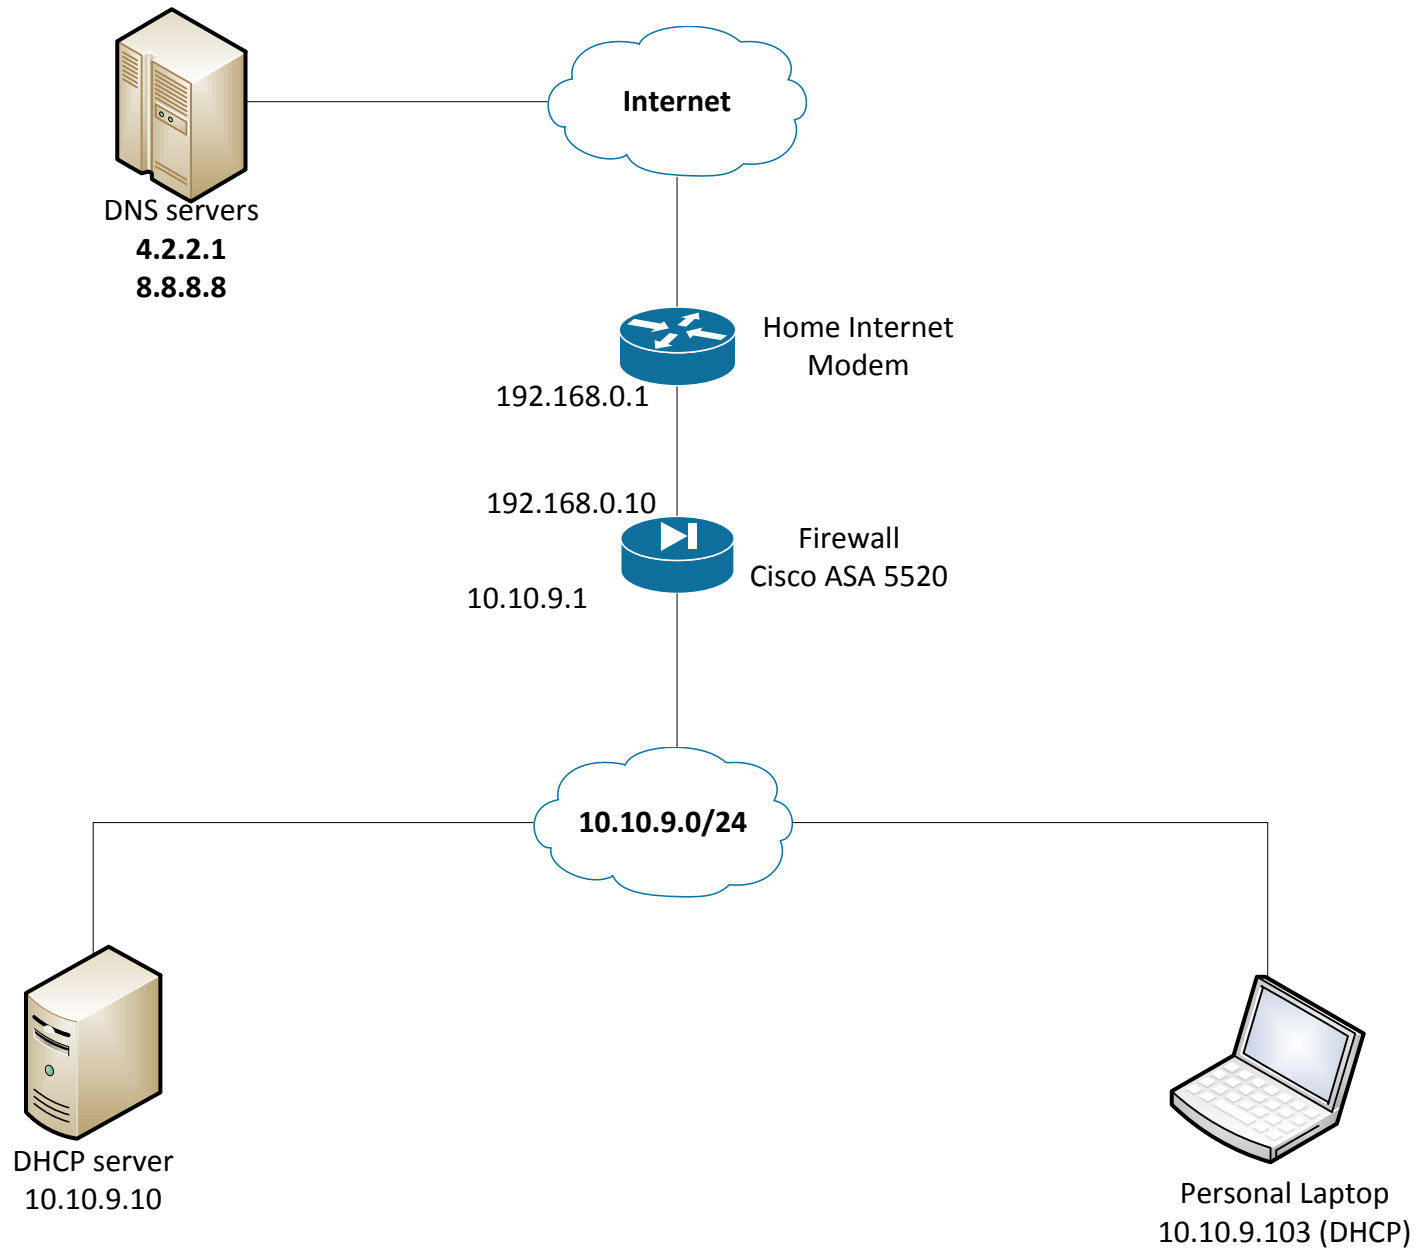 Internet
DNS servers
4.2.2.1
8.8.8.8
Home Internet
Modem
192.168.0.1
192.168.0.10
Firewall
Cisco ASA 5520
10.10.9.1
10.10.9.0/24
DHCP server
10.10.9.10
Personal Laptop
10.10.9.103 (DHCP)